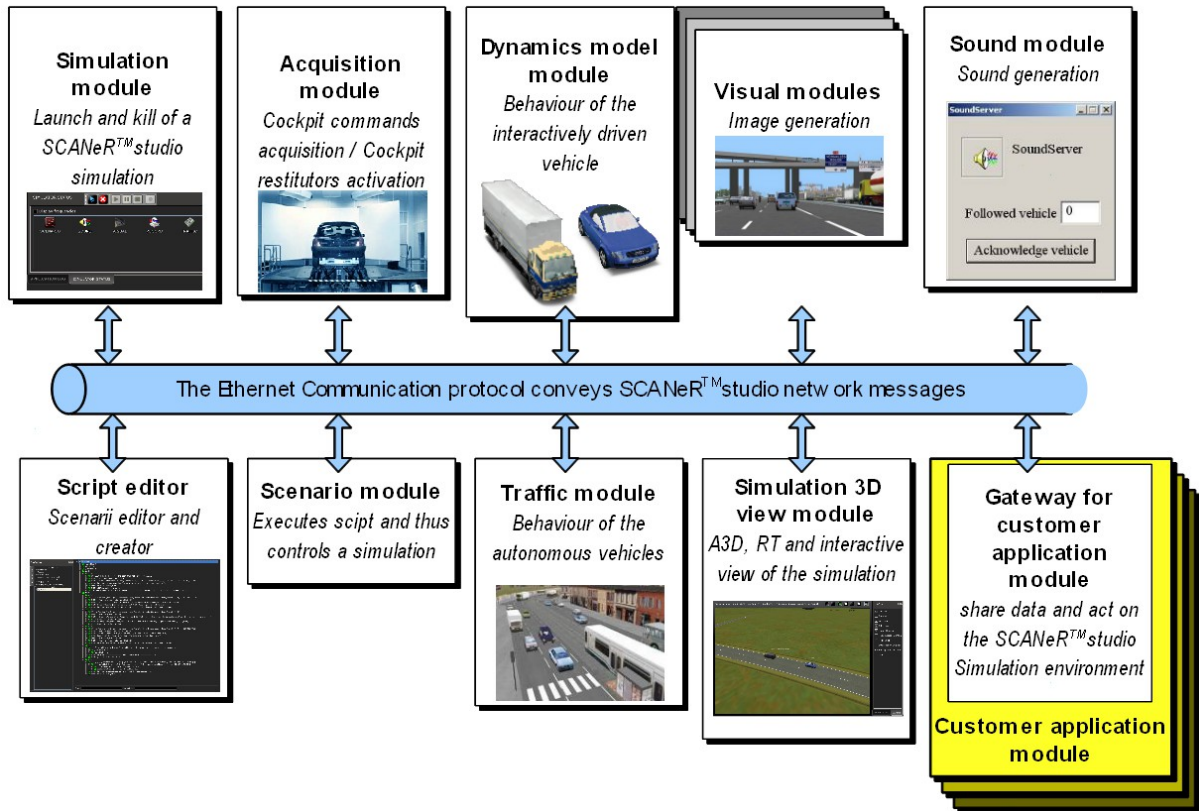 Simulation
module
Launch and kill of a
SCANeR™studio
simulation
Acquisition
module
Cockpit commands
acquisition / Cockpit
restitutors activation
Dynamics model
module
Behaviour of the
interactively driven
vehicle
Visual modules
Image generation
Sound module
Sound generation
SoundServer
SoundServer
Followed vehicle 0
Acknowledge vehicle
The Ethernet Communication protocol conveys SCANeR™studio network messages
Script editor
Scenarii editor and
creator
Scenario module
Executes scipt and thus
controls a simulation
Traffic module
Behaviour of the
autonomous vehicles
Simulation 3D
view module
A3D, RT and interactive
view of the simulation
Gateway for
customer
application
module
share data and act on
the SCANeR™studio
Simulation environment
Customer application
module